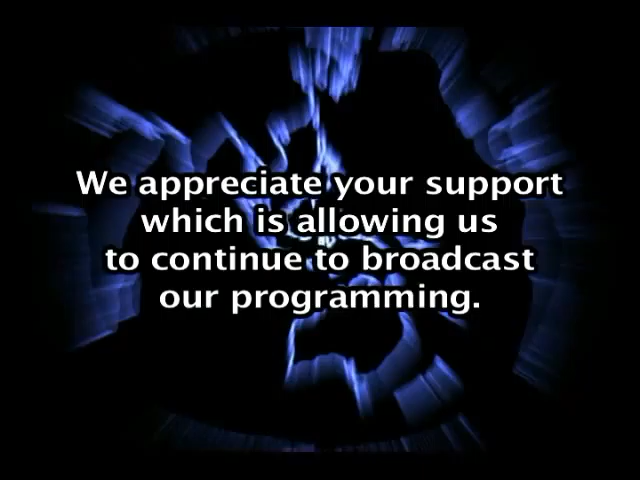 We appreciate your support
which is allowing us
to continue to broadcast
our programming.